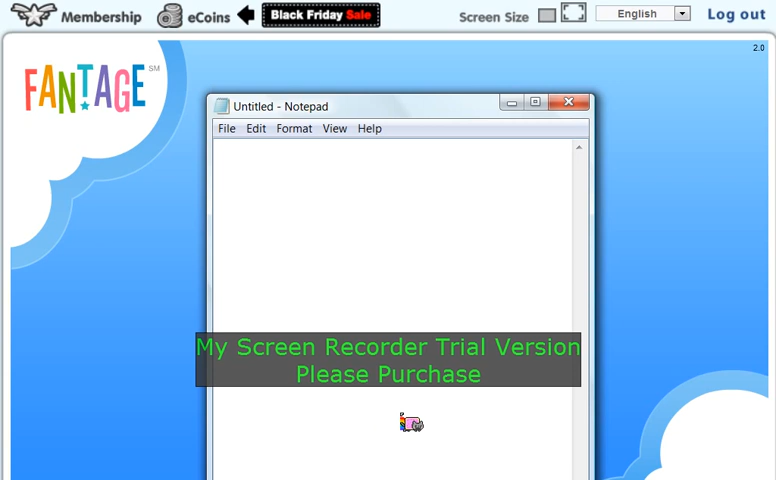 Membership eCoins Black Friday Sale Screen Size English Log out
2.0
FANTAGE SM
Untitled - Notepad
File Edit Format View Help
My Screen Recorder Trial Version
Please Purchase